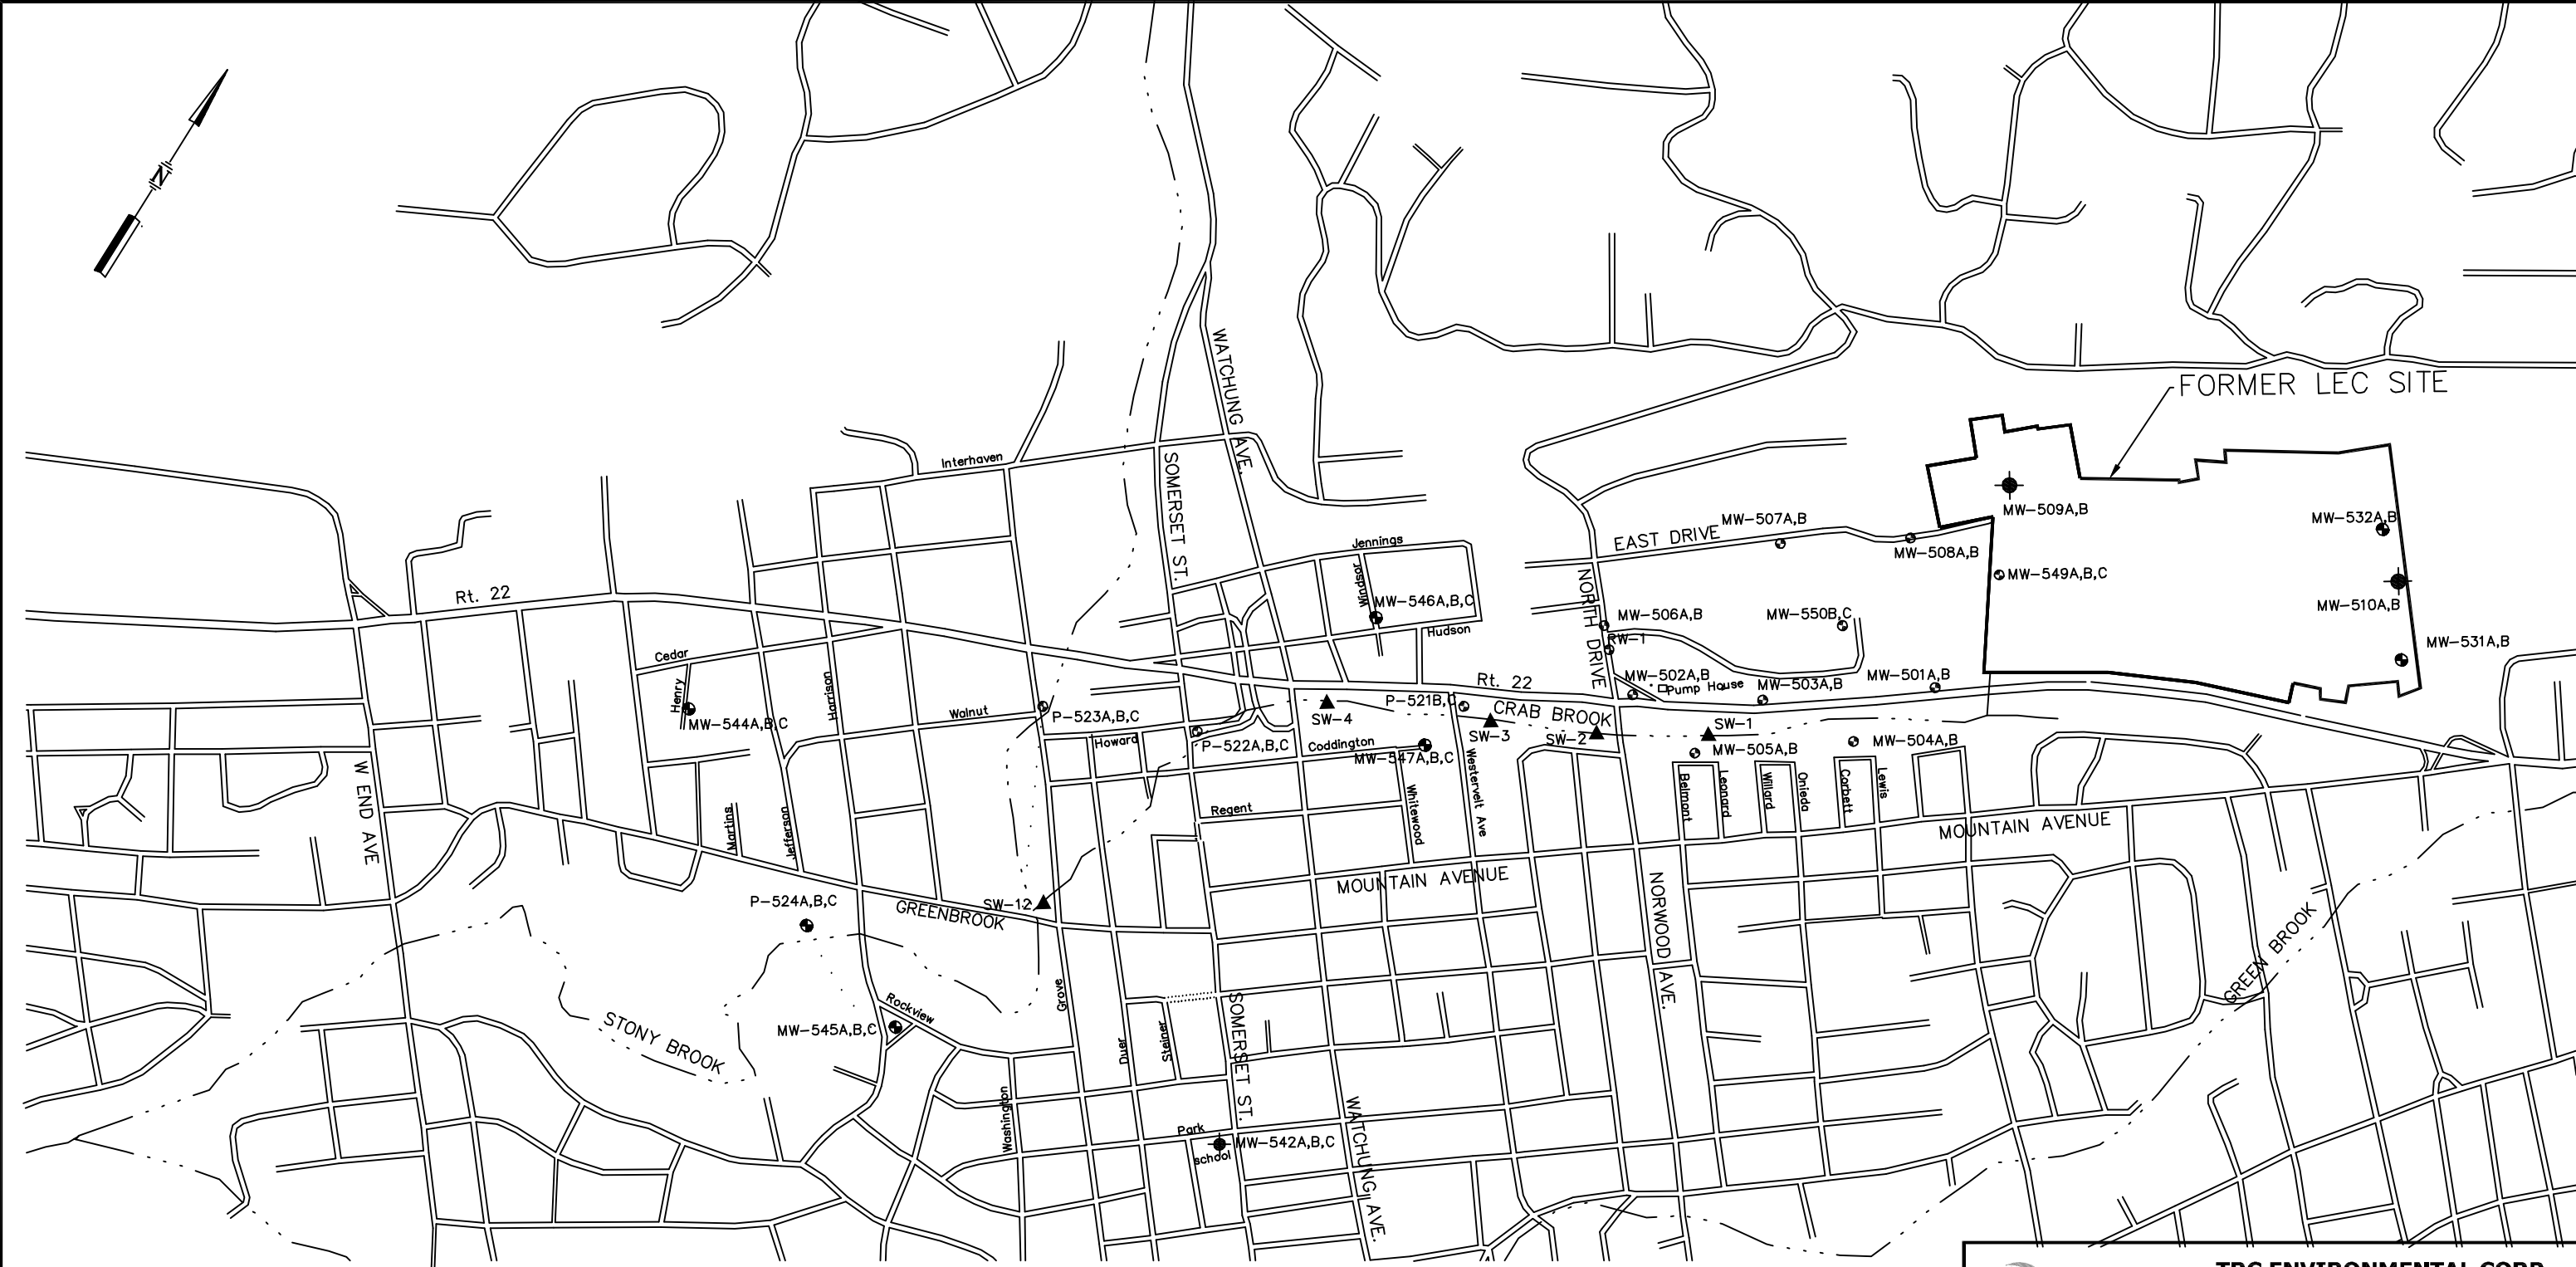 N
FORMER LEC SITE
WATCHUNG AVE.
Interhaven
SOMERSET ST.
MW-509A,B
MW-532A,B
MW-507A,B
EAST DRIVE
MW-508A,B
Jennings
MW-549A,B,C
Windsor
NORTH DRIVE
Rt. 22
MW-546A,B,C
MW-510A,B
MW-506A,B
MW-550B,C
Hudson
RW-1
MW-531A,B
Cedar
Henry
Harrison
Rt. 22
MW-502A,B
Pump House
MW-503A,B
MW-501A,B
P-521B,C
CRAB BROOK
Walnut
P-523A,B,C
MW-544A,B,C
SW-4
SW-1
SW-3
SW-2
Howard
P-522A,B,C
Coddington
MW-547A,B,C
MW-505A,B
MW-504A,B
W END AVE
Westervelt Ave
Belmont
Leonard
Willard
Onieda
Corbett
Lewis
Martins
Jefferson
Regent
Whitewood
MOUNTAIN AVENUE
MOUNTAIN AVENUE
P-524A,B,C
SW-12
GREENBROOK
NORWOOD AVE.
GREEN BROOK
Grove
Rockview
STONY BROOK
MW-545A,B,C
Duer
Steiner
SOMERSET ST.
Washington
WATCHUNG AVE.
Park
MW-542A,B,C
school
TRC ENVIRONMENTAL CORP